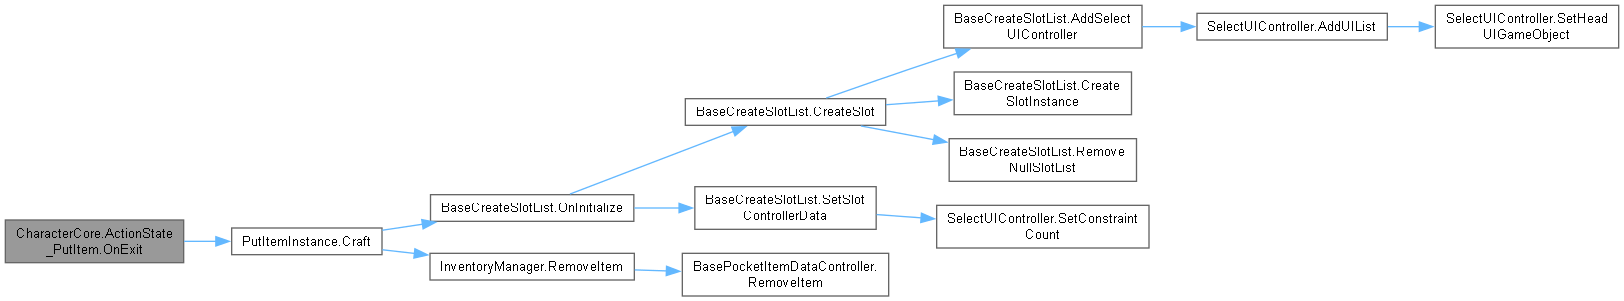 BaseCreateSlotList.AddSelect
UIController
SelectUIController.AddUIList
SelectUIController.SetHead
UIGameObject
BaseCreateSlotList.Create
SlotInstance
BaseCreateSlotList.CreateSlot
BaseCreateSlotList.Remove
NullSlotList
BaseCreateSlotList.OnInitialize
BaseCreateSlotList.SetSlot
ControllerData
SelectUIController.SetConstraint
Count
CharacterCore.ActionState
_PutItem.OnExit
PutItemInstance.Craft
InventoryManager.RemoveItem
BasePocketItemDataController.
RemoveItem